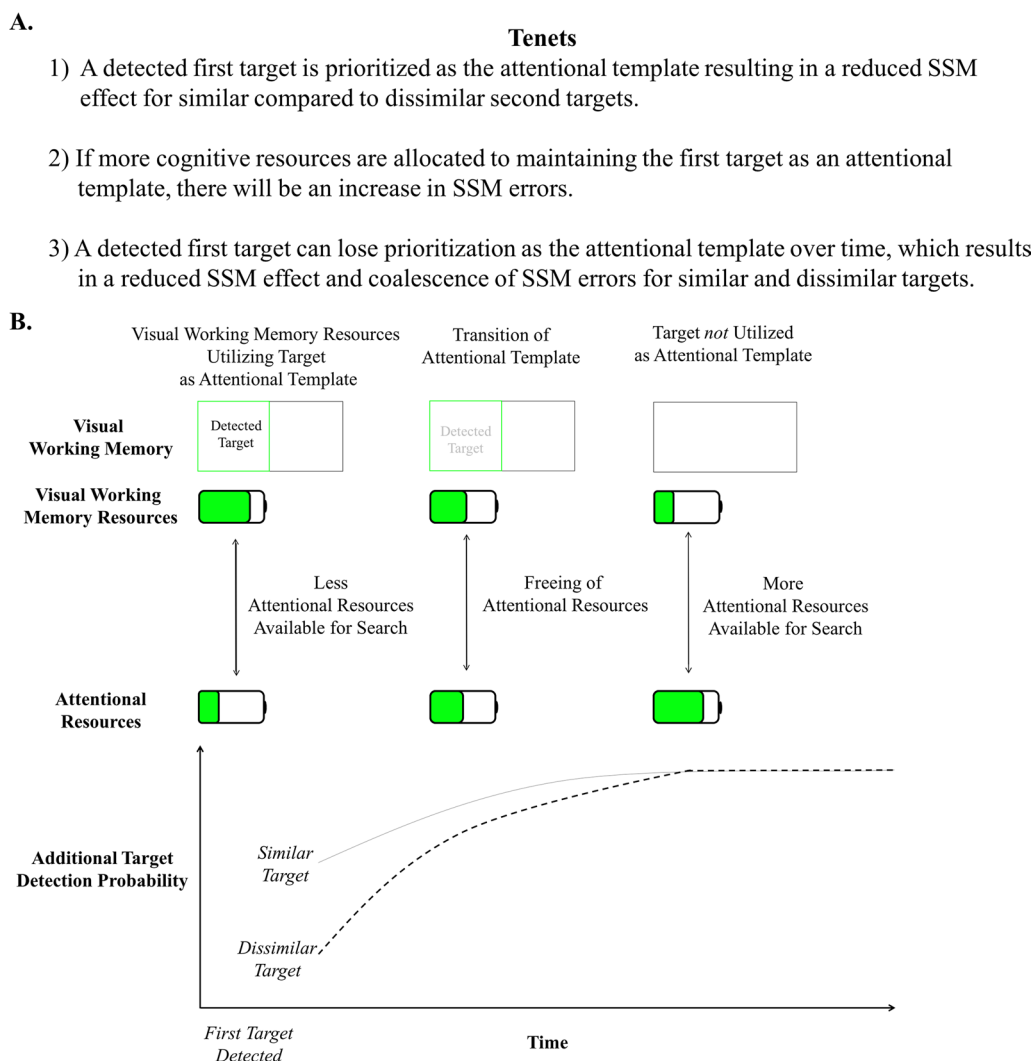 A.
Tenets
1) A detected first target is prioritized as the attentional template resulting in a reduced SSM
effect for similar compared to dissimilar second targets.
2) If more cognitive resources are allocated to maintaining the first target as an attentional
template, there will be an increase in SSM errors.
3) A detected first target can lose prioritization as the attentional template over time, which results
in a reduced SSM effect and coalescence of SSM errors for similar and dissimilar targets.
B.
Visual Working Memory Resources
Utilizing Target
as Attentional Template
Transition of
Attentional Template
Target not Utilized
as Attentional Template
Visual
Working Memory
Detected
Target
Detected
Target
Visual Working
Memory Resources
Less
Attentional Resources
Available for Search
Freeing of
Attentional Resources
More
Attentional Resources
Available for Search
Attentional
Resources
Additional Target
Detection Probability
Similar
Target
Dissimilar
Target
First Target
Detected
Time